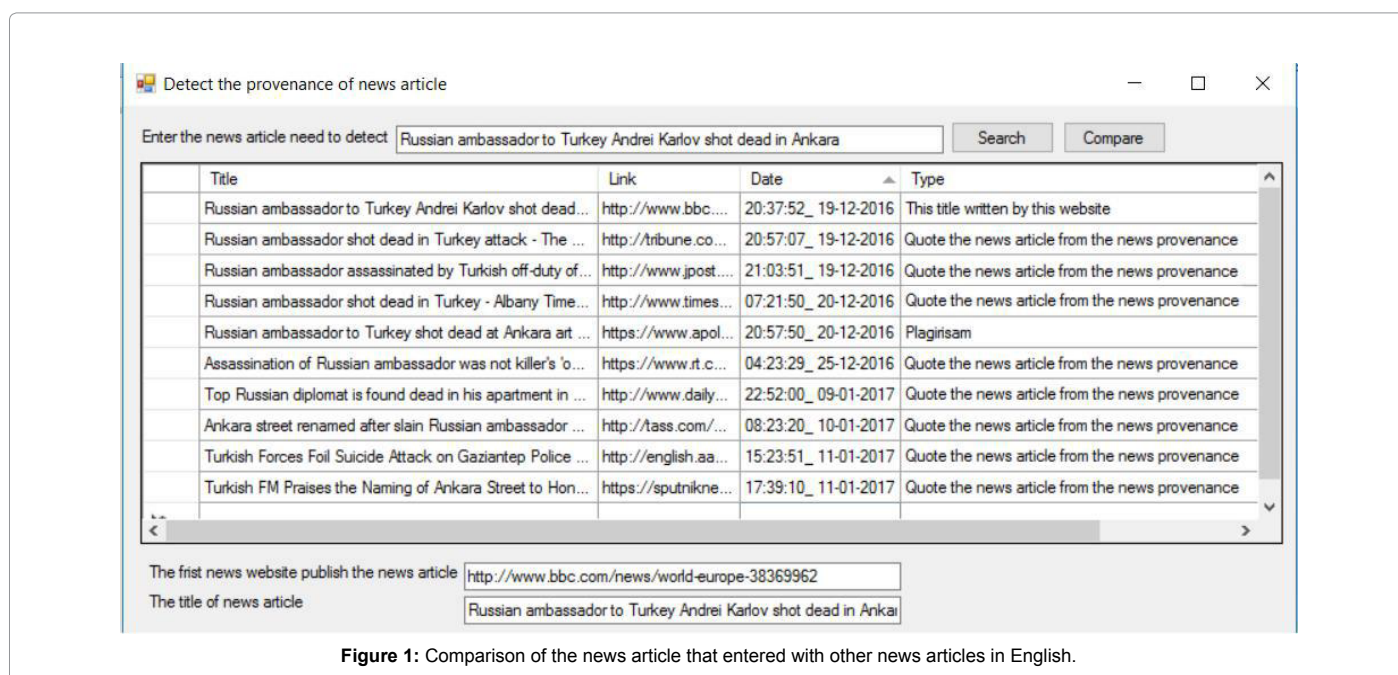 Detect the provenance of news article
Enter the news article need to detect Russian ambassador to Turkey Andrei Karlov shot dead in Ankara Search Compare
Title Link Date Type
Russian ambassador to Turkey Andrei Karlov shot dead... http://www.bbc.... 20:37:52_ 19-12-2016 This title written by this website
Russian ambassador shot dead in Turkey attack - The ... http://tribune.co... 20:57:07_ 19-12-2016 Quote the news article from the news provenance
Russian ambassador assassinated by Turkish off-duty of... http://www.jpost.... 21:03:51_ 19-12-2016 Quote the news article from the news provenance
Russian ambassador shot dead in Turkey - Albany Time... http://www.times... 07:21:50_ 20-12-2016 Quote the news article from the news provenance
Russian ambassador to Turkey shot dead at Ankara art ... https://www.apol... 20:57:50_ 20-12-2016 Plagirisam
Assassination of Russian ambassador was not killer's 'o... https://www.rt.c... 04:23:29_ 25-12-2016 Quote the news article from the news provenance
Top Russian diplomat is found dead in his apartment in ... http://www.daily... 22:52:00_ 09-01-2017 Quote the news article from the news provenance
Ankara street renamed after slain Russian ambassador ... http://tass.com/... 08:23:20_ 10-01-2017 Quote the news article from the news provenance
Turkish Forces Foil Suicide Attack on Gaziantep Police ... http://english.aa... 15:23:51_ 11-01-2017 Quote the news article from the news provenance
Turkish FM Praises the Naming of Ankara Street to Hon... https://sputnikne... 17:39:10_ 11-01-2017 Quote the news article from the news provenance
The frist news website publish the news article http://www.bbc.com/news/world-europe-38369962
The title of news article Russian ambassador to Turkey Andrei Karlov shot dead in Ankar
Figure 1: Comparison of the news article that entered with other news articles in English.